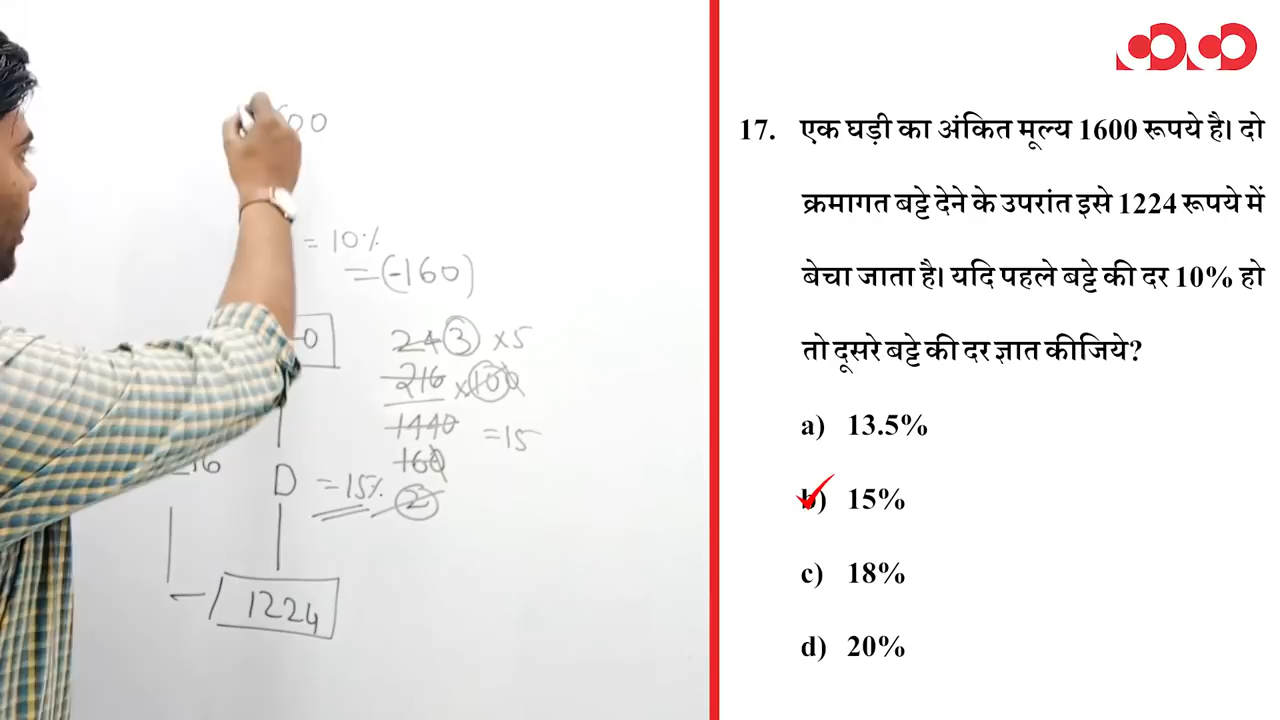 00
= 10%
= (-160)
0
24 3 × 5
216 × 100
1440 = 15
160
2
16
D = 15%
1224
17. एक घड़ी का अंकित मूल्य 1600 रूपये है। दो
क्रमागत बट्टे देने के उपरांत इसे 1224 रूपये में
बेचा जाता है। यदि पहले बट्टे की दर 10% हो
तो दूसरे बट्टे की दर ज्ञात कीजिये?
a) 13.5%
b) 15%
c) 18%
d) 20%